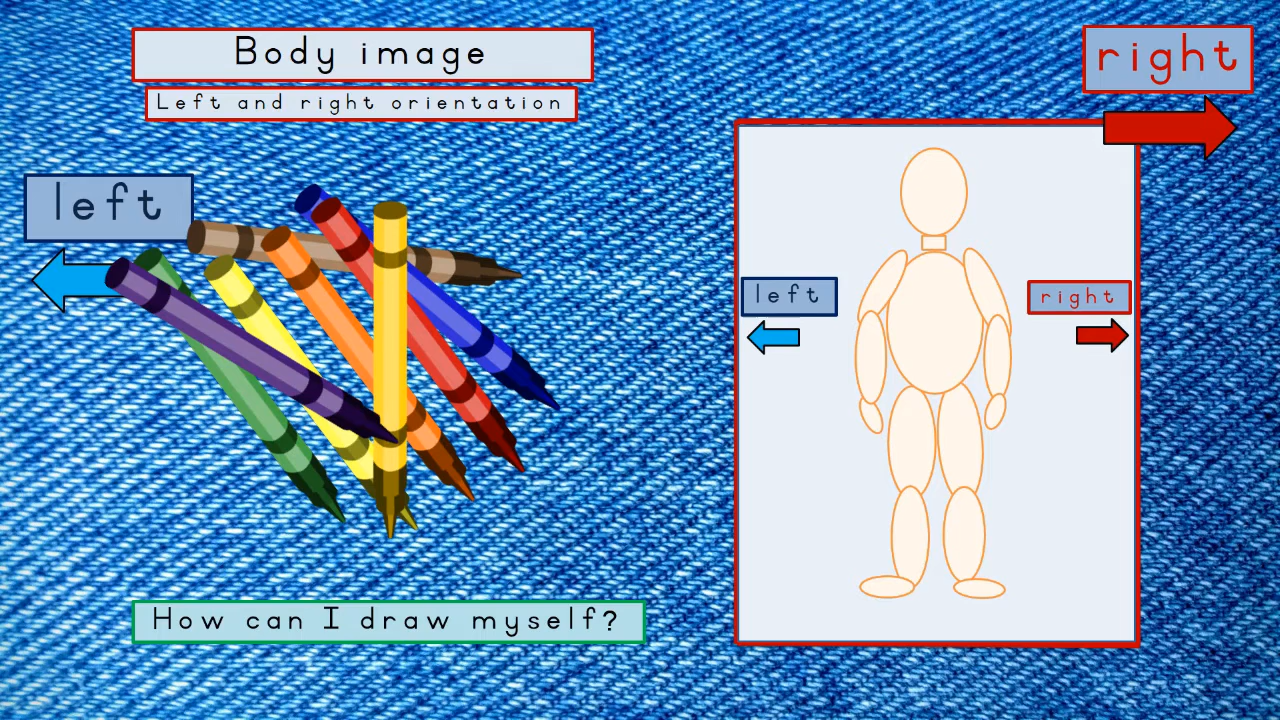 Body image
Left and right orientation
right
left
left
right
How can I draw myself?